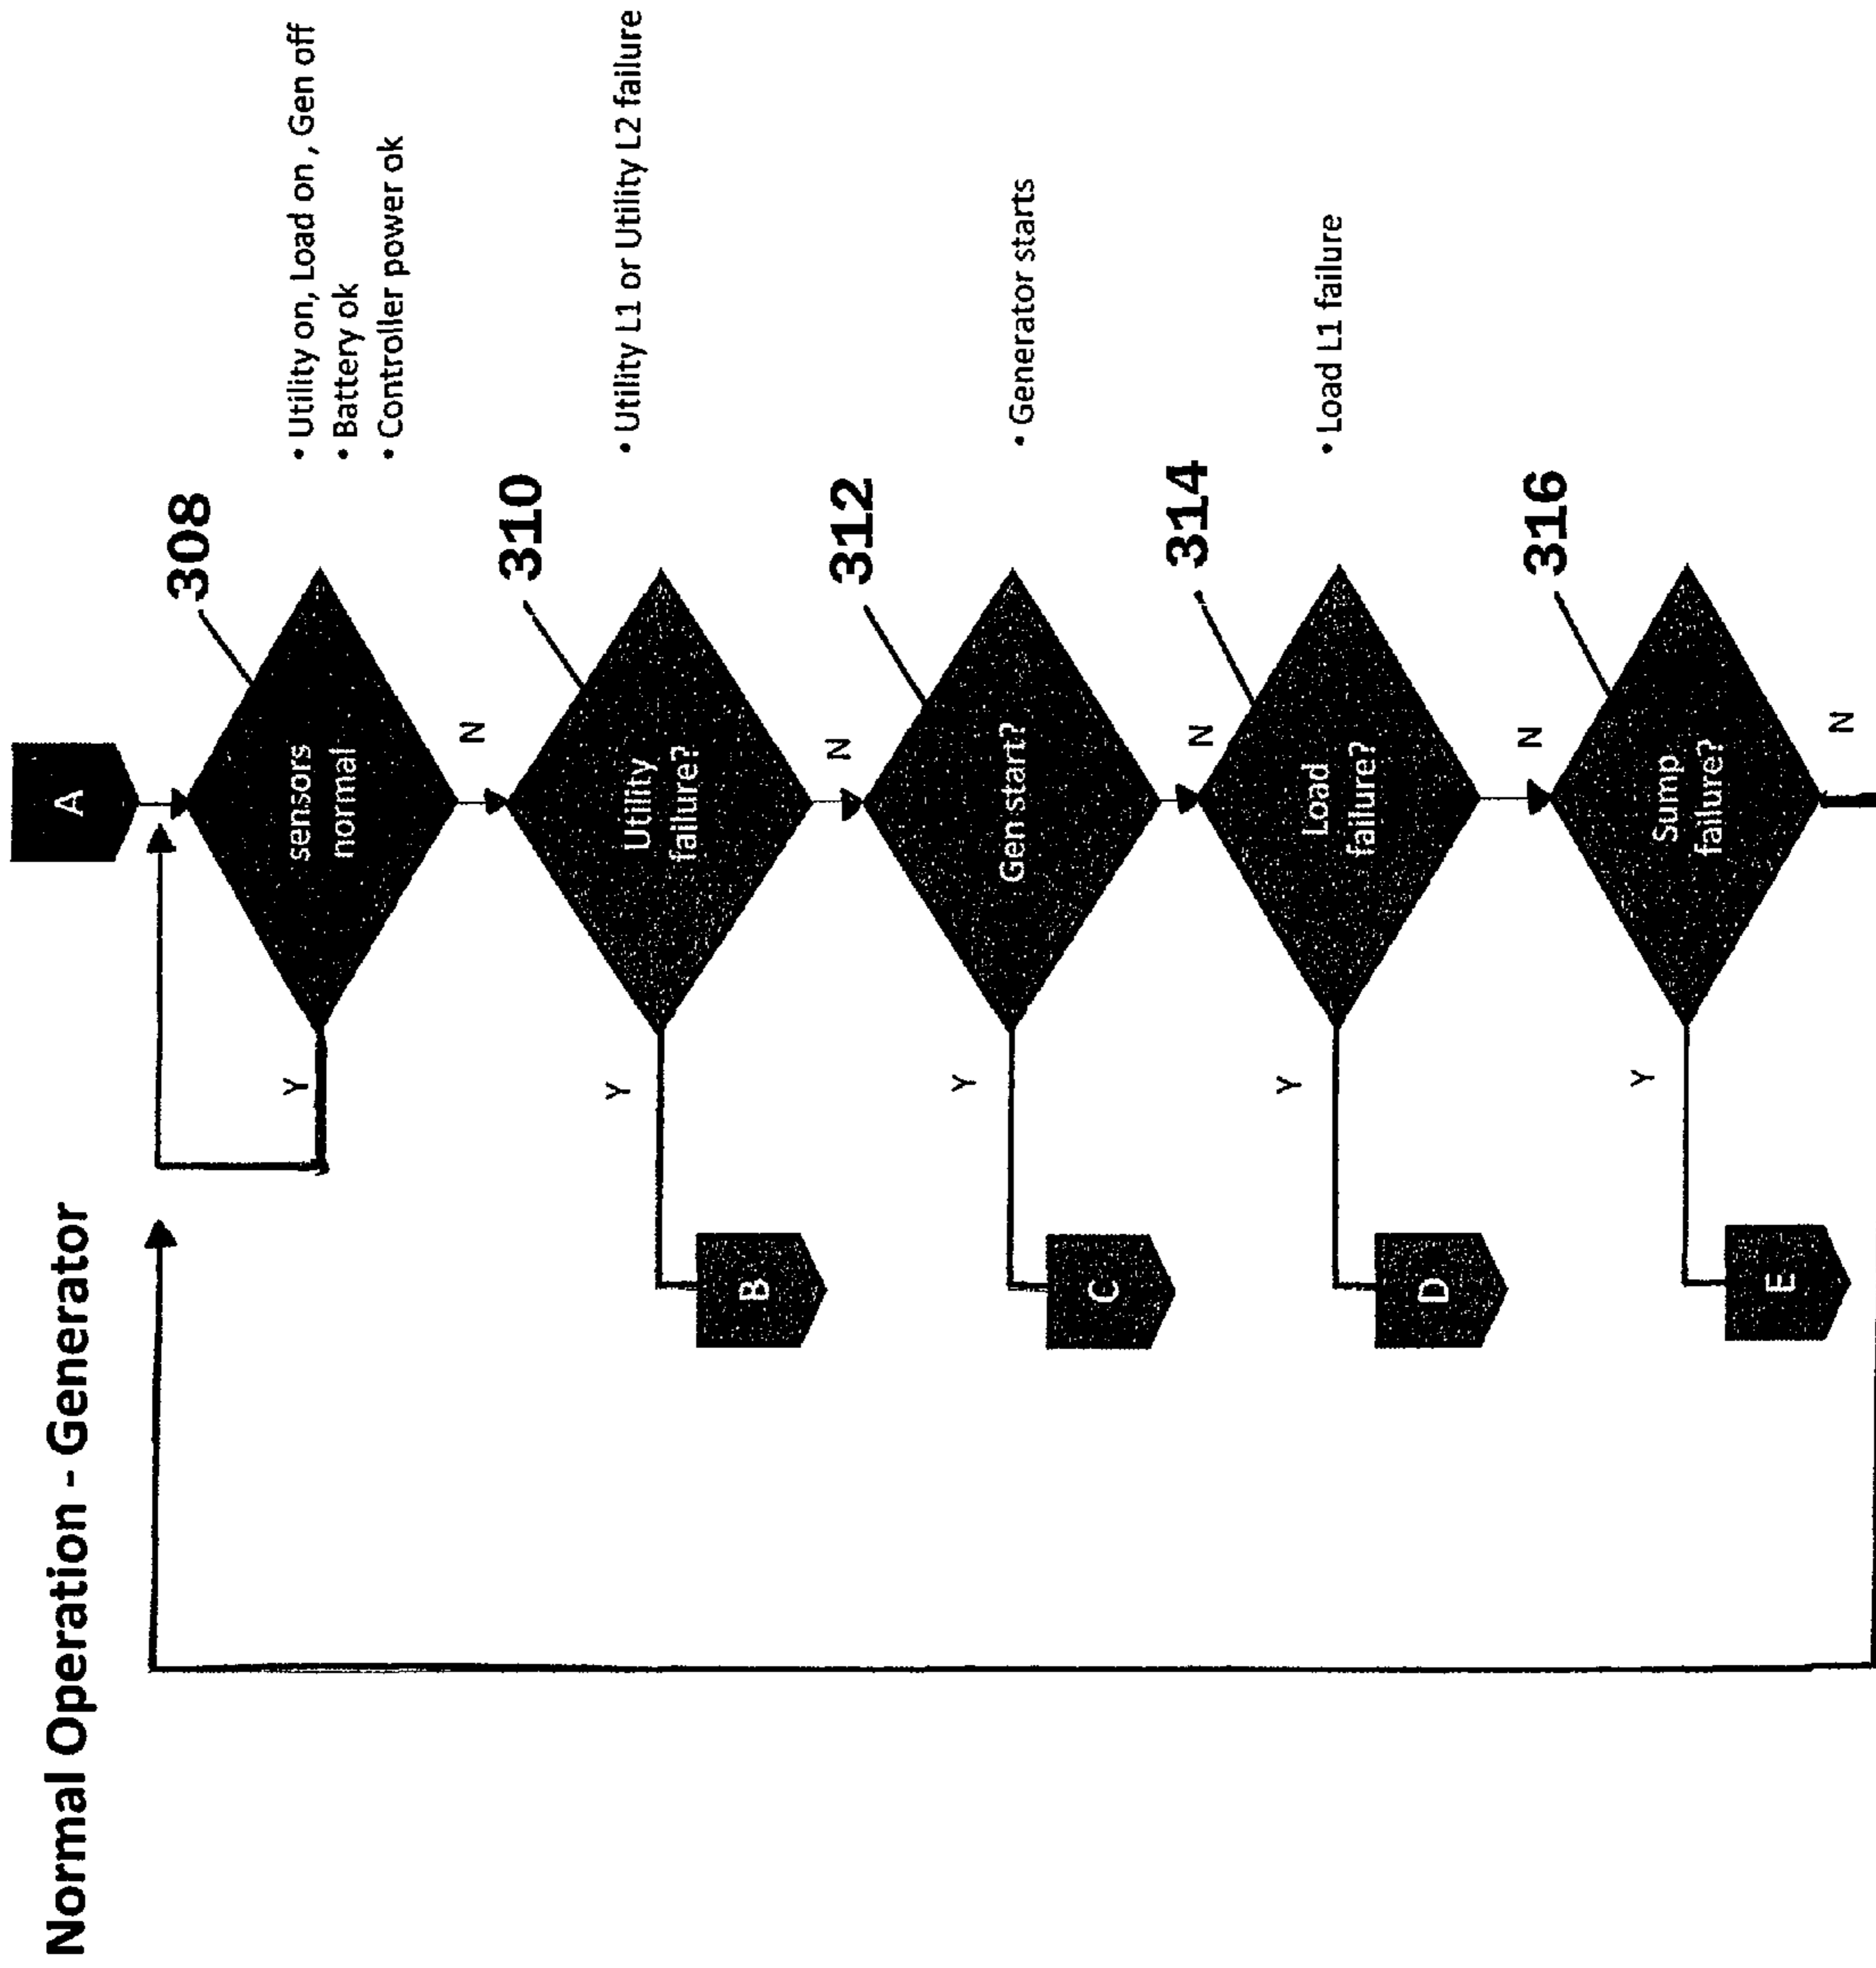 Normal Operation - Generator
A
308
sensors
normal
Y
N
• Utility on, Load on , Gen off
• Battery ok
• Controller power ok
310
Utility
failure?
Y
N
• Utility L1 or Utility L2 failure
B
312
Gen start?
Y
N
• Generator starts
C
314
Load
failure?
Y
N
• Load L1 failure
D
316
Sump
failure?
Y
N
E